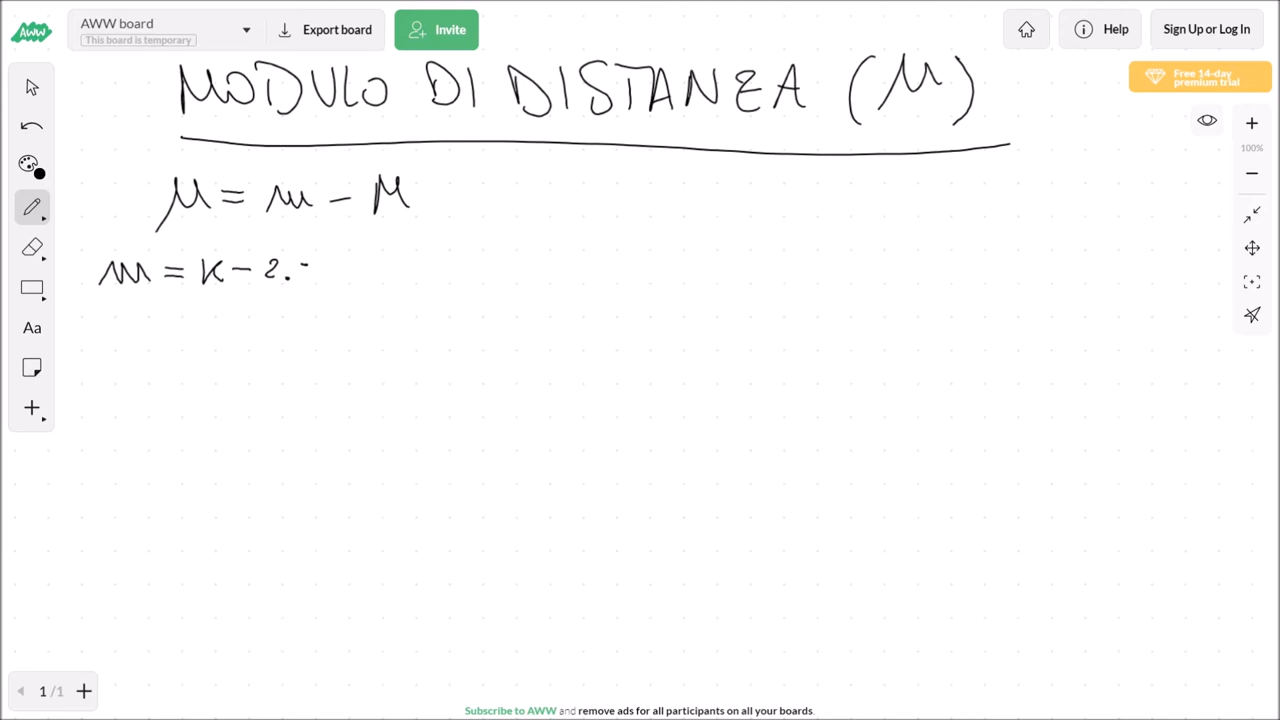 AWW
AWW board
This board is temporary
Export board
Invite
Help
Sign Up or Log In
Free 14-day
premium trial
MODULO DI DISTANZA (μ)
μ = m - M
m = K - 2.
100%
Aa
1 /1
Subscribe to AWW and remove ads for all participants on all your boards.